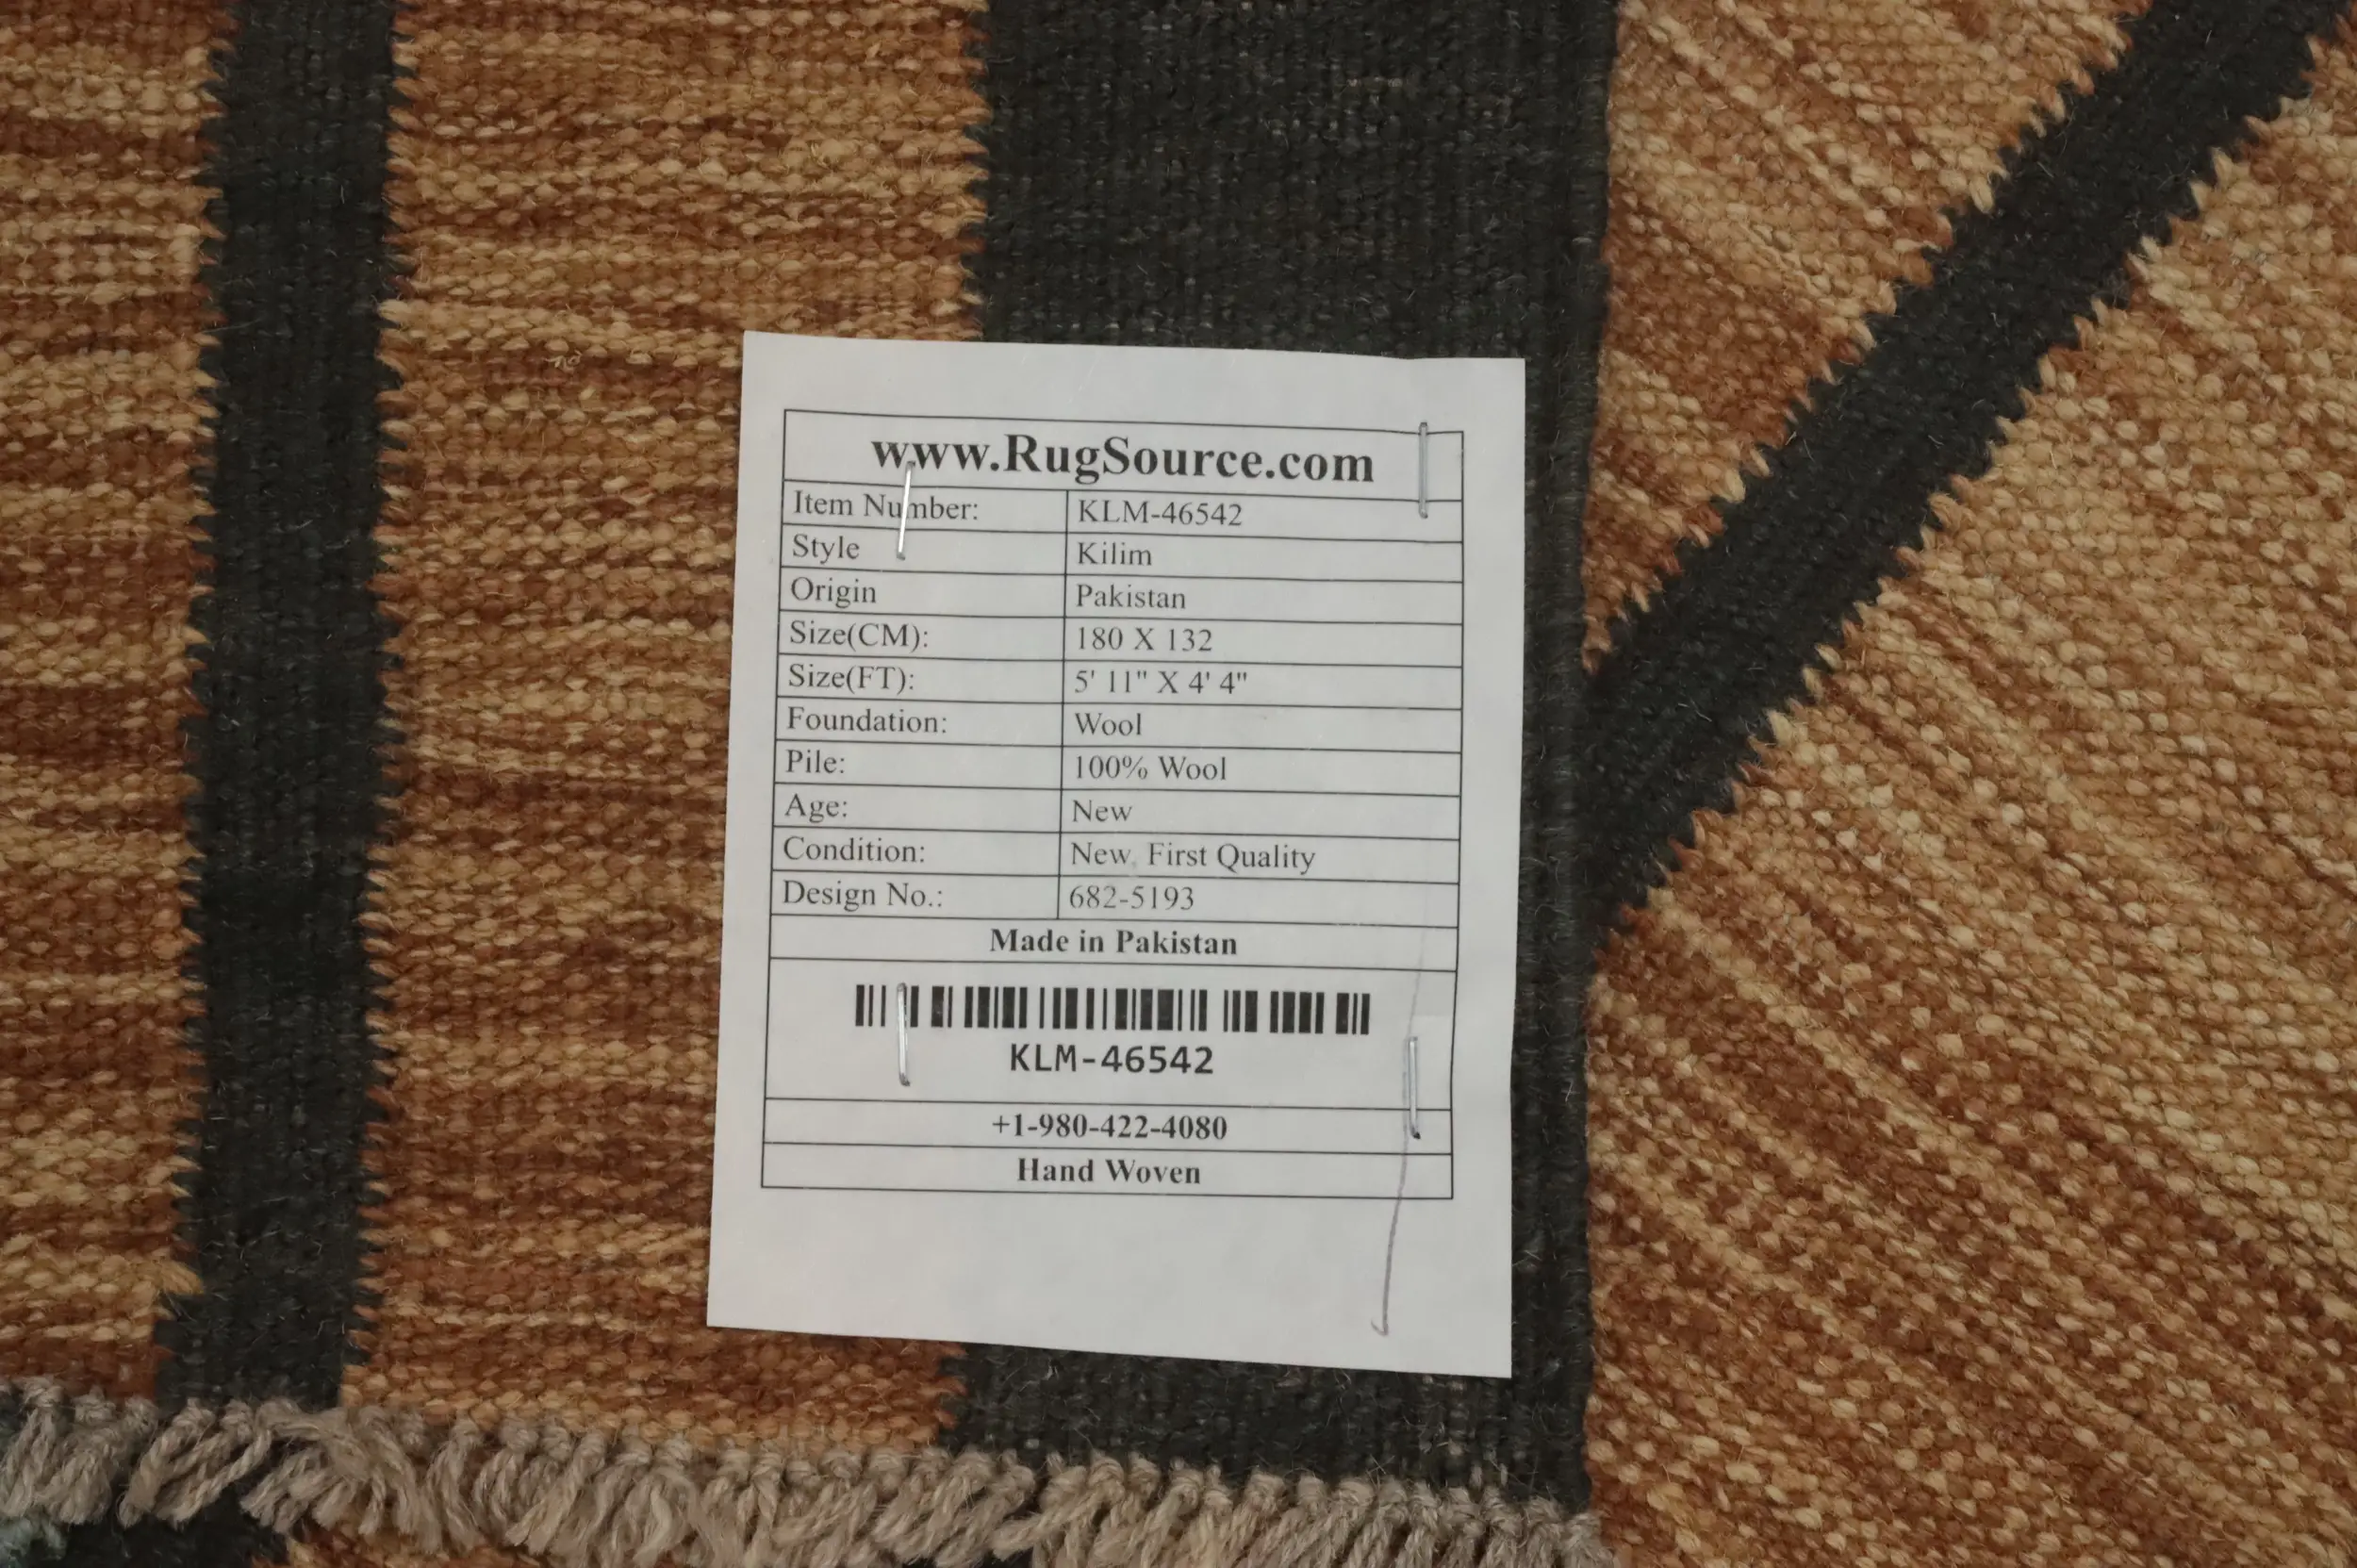 www.RugSource.com
Item Number: KLM-46542
Style Kilim
Origin Pakistan
Size(CM): 180 X 132
Size(FT): 5' 11" X 4' 4"
Foundation: Wool
Pile: 100% Wool
Age: New
Condition: New, First Quality
Design No.: 682-5193
Made in Pakistan
KLM-46542
+1-980-422-4080
Hand Woven